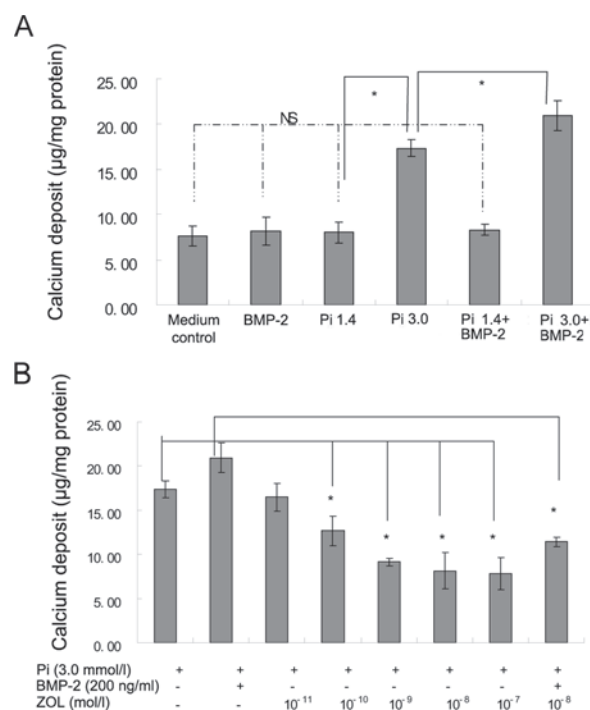 A
Calcium deposit (µg/mg protein)
25. 00
20. 00
15. 00
10. 00
5. 00
0. 00
NS
*
*
Medium control
BMP-2
Pi 1.4
Pi 3.0
Pi 1.4+ BMP-2
Pi 3.0+ BMP-2
B
Calcium deposit (µg/mg protein)
25. 00
20. 00
15. 00
10. 00
5. 00
0. 00
*
*
*
*
*
Pi (3.0 mmol/l) + + + + + + + +
BMP-2 (200 ng/ml) - + - - - - - +
ZOL (mol/l) - - 10⁻¹¹ 10⁻¹⁰ 10⁻⁹ 10⁻⁸ 10⁻⁷ 10⁻⁸